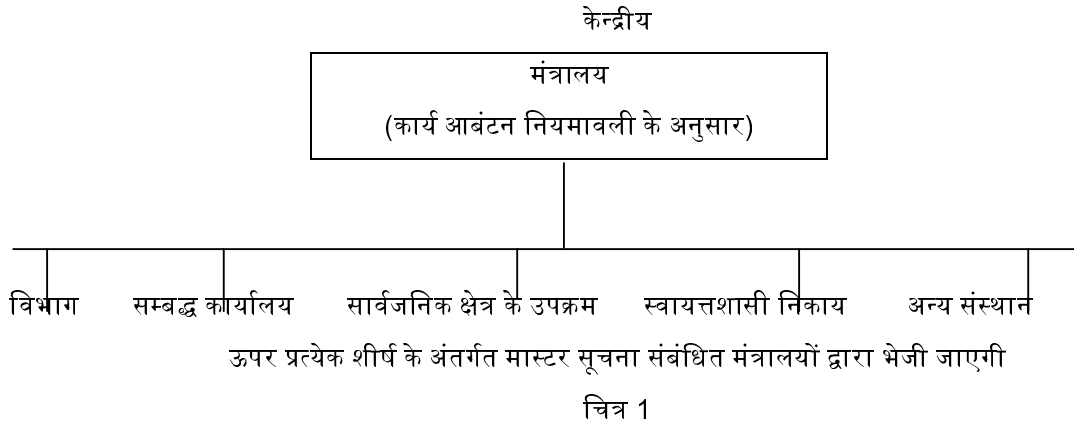 केन्द्रीय
मंत्रालय
(कार्य आबंटन नियमावली के अनुसार)
विभाग सम्बद्ध कार्यालय सार्वजनिक क्षेत्र के उपक्रम स्वायत्तशासी निकाय अन्य संस्थान
ऊपर प्रत्येक शीर्ष के अंतर्गत मास्टर सूचना संबंधित मंत्रालयों द्वारा भेजी जाएगी
चित्र 1